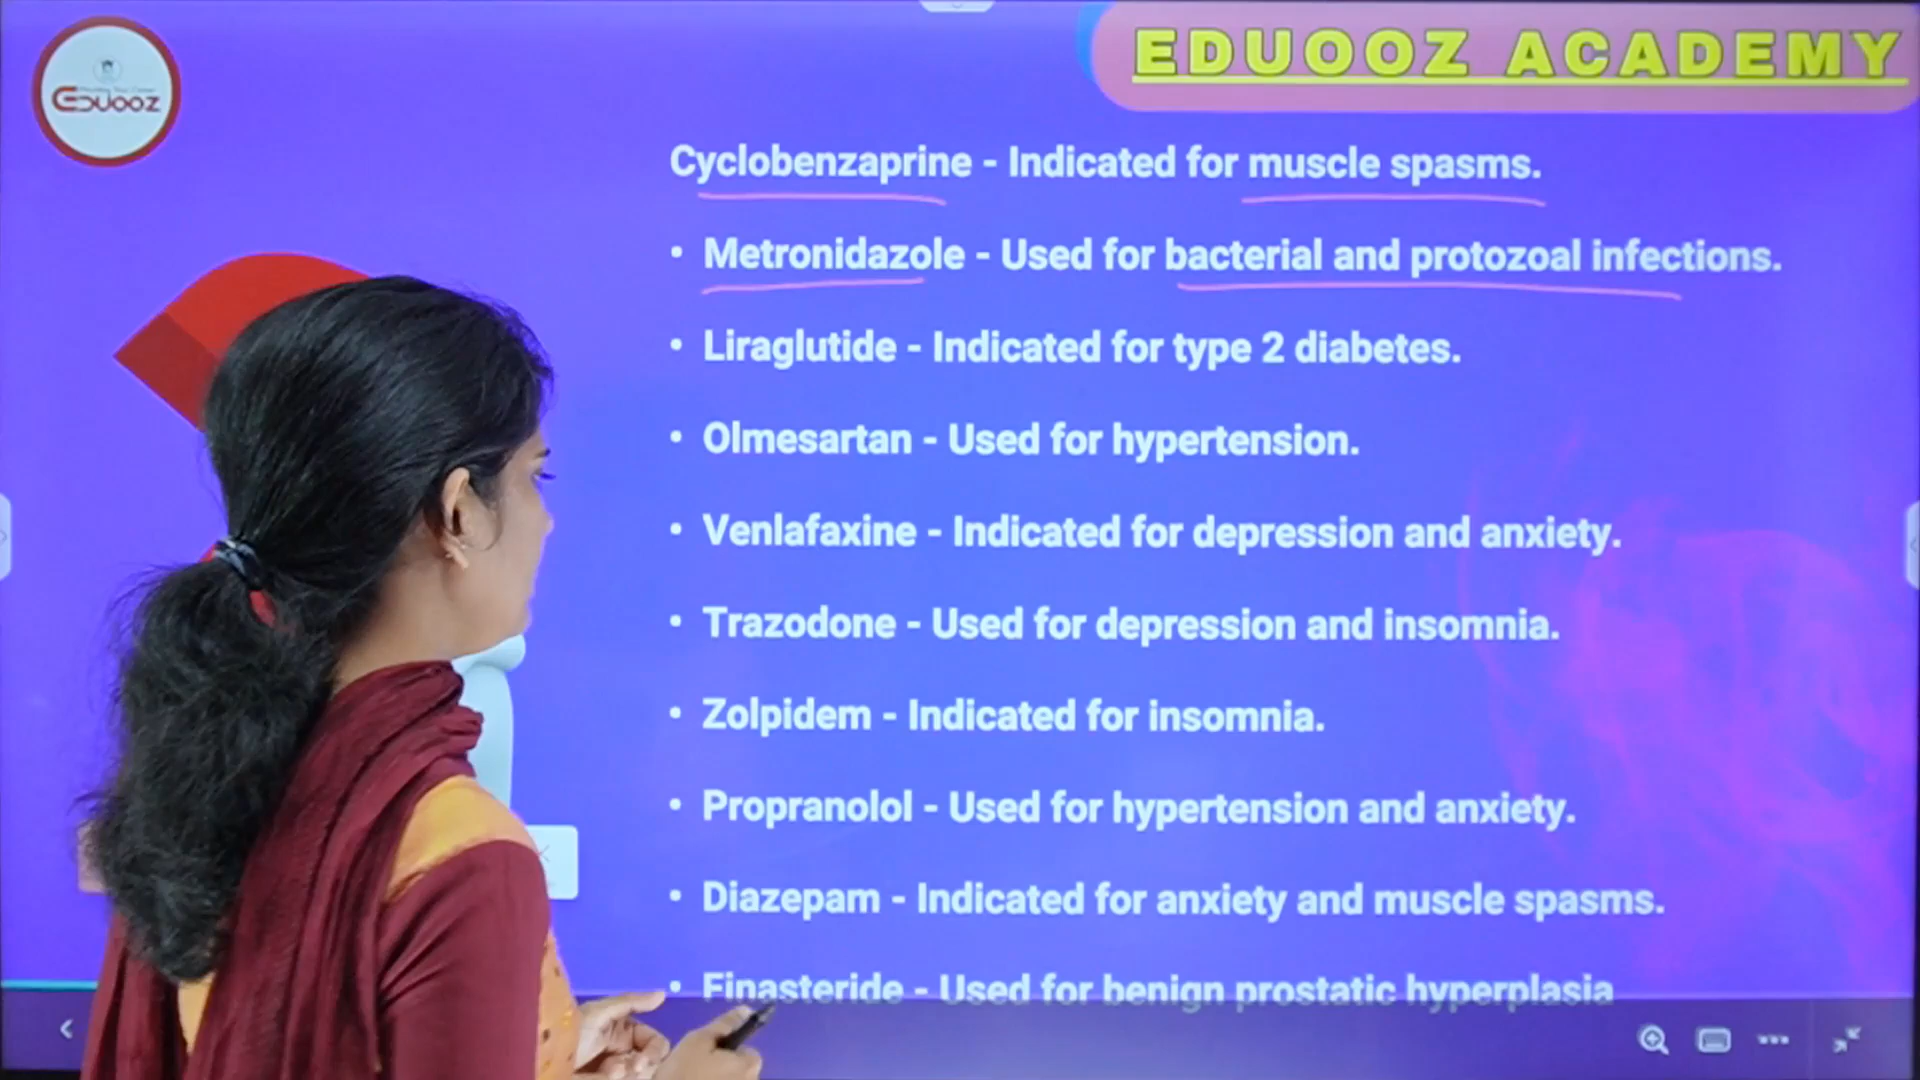 EDUOOZ
EDUOOZ ACADEMY
Cyclobenzaprine - Indicated for muscle spasms.
• Metronidazole - Used for bacterial and protozoal infections.
• Liraglutide - Indicated for type 2 diabetes.
• Olmesartan - Used for hypertension.
• Venlafaxine - Indicated for depression and anxiety.
• Trazodone - Used for depression and insomnia.
• Zolpidem - Indicated for insomnia.
• Propranolol - Used for hypertension and anxiety.
• Diazepam - Indicated for anxiety and muscle spasms.
• Finasteride - Used for benign prostatic hyperplasia